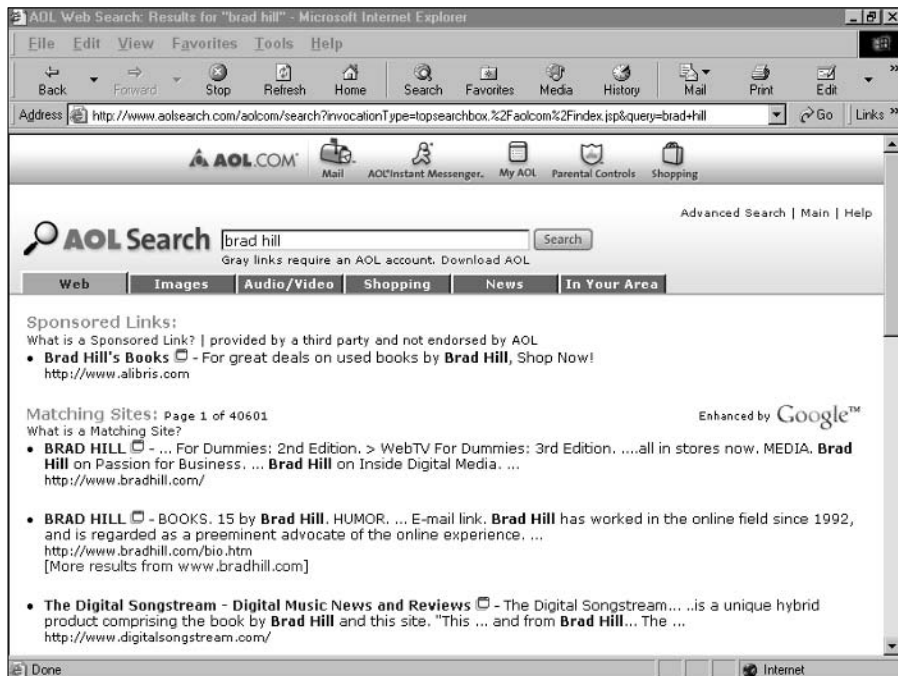 AOL Web Search: Results for "brad hill" - Microsoft Internet Explorer
File Edit View Favorites Tools Help
Back Forward Stop Refresh Home Search Favorites Media History Mail Print Edit »
Address http://www.aolsearch.com/aolcom/search?invocationType=topsearchbox.%2Faolcom%2Findex.jsp&query=brad+hill Go Links »
AOL.COM® Mail AOL®Instant Messenger. My AOL Parental Controls Shopping
Advanced Search | Main | Help
AOL Search brad hill Search
Gray links require an AOL account. Download AOL
Web Images Audio/Video Shopping News In Your Area
Sponsored Links:
What is a Sponsored Link? | provided by a third party and not endorsed by AOL
• Brad Hill's Books - For great deals on used books by Brad Hill, Shop Now!
http://www.alibris.com
Matching Sites: Page 1 of 40601 Enhanced by Google™
What is a Matching Site?
• BRAD HILL - ... For Dummies: 2nd Edition. > WebTV For Dummies: 3rd Edition. ....all in stores now. MEDIA. Brad
Hill on Passion for Business. ... Brad Hill on Inside Digital Media. ...
http://www.bradhill.com/
• BRAD HILL - BOOKS. 15 by Brad Hill. HUMOR. ... E-mail link. Brad Hill has worked in the online field since 1992,
and is regarded as a preeminent advocate of the online experience. ...
http://www.bradhill.com/bio.htm
[More results from www.bradhill.com]
• The Digital Songstream - Digital Music News and Reviews - The Digital Songstream... ..is a unique hybrid
product comprising the book by Brad Hill and this site. "This ... and from Brad Hill... The ...
http://www.digitalsongstream.com/
Done Internet